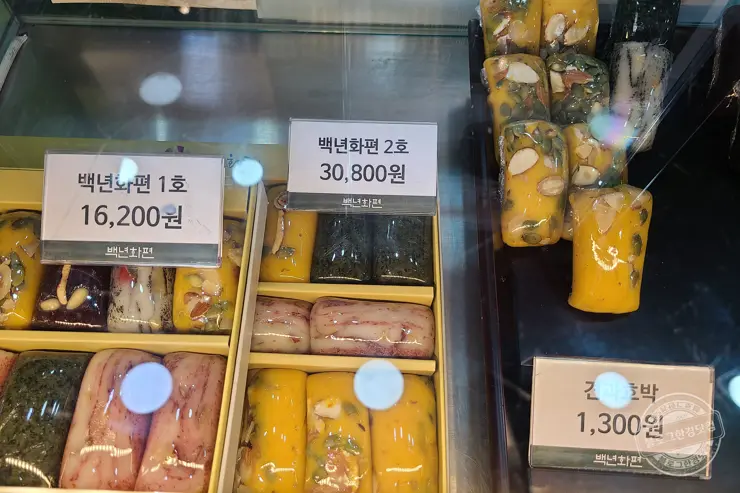 백년화편 1호
16,200원
백년화편
백년화편 2호
30,800원
백년화편
호박
1,300원
백년화편